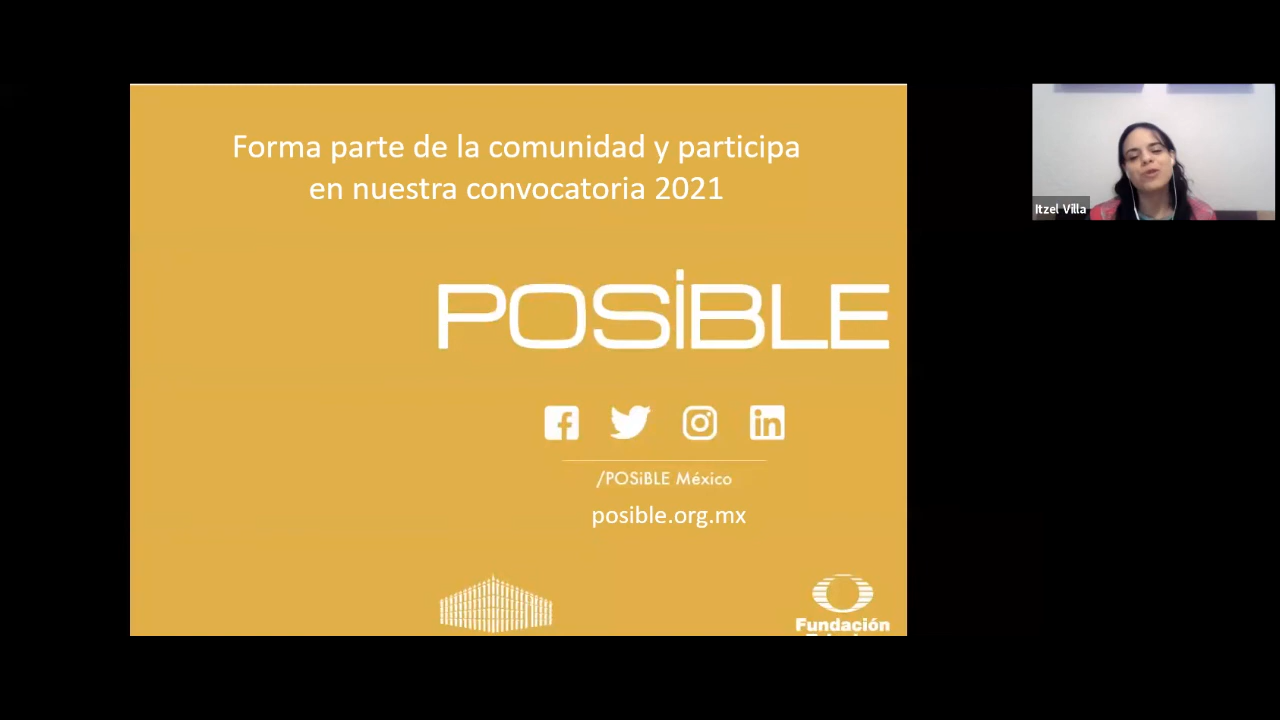 Forma parte de la comunidad y participa
en nuestra convocatoria 2021
POSiBLE
/POSiBLE México
posible.org.mx
Fundación
Itzel Villa